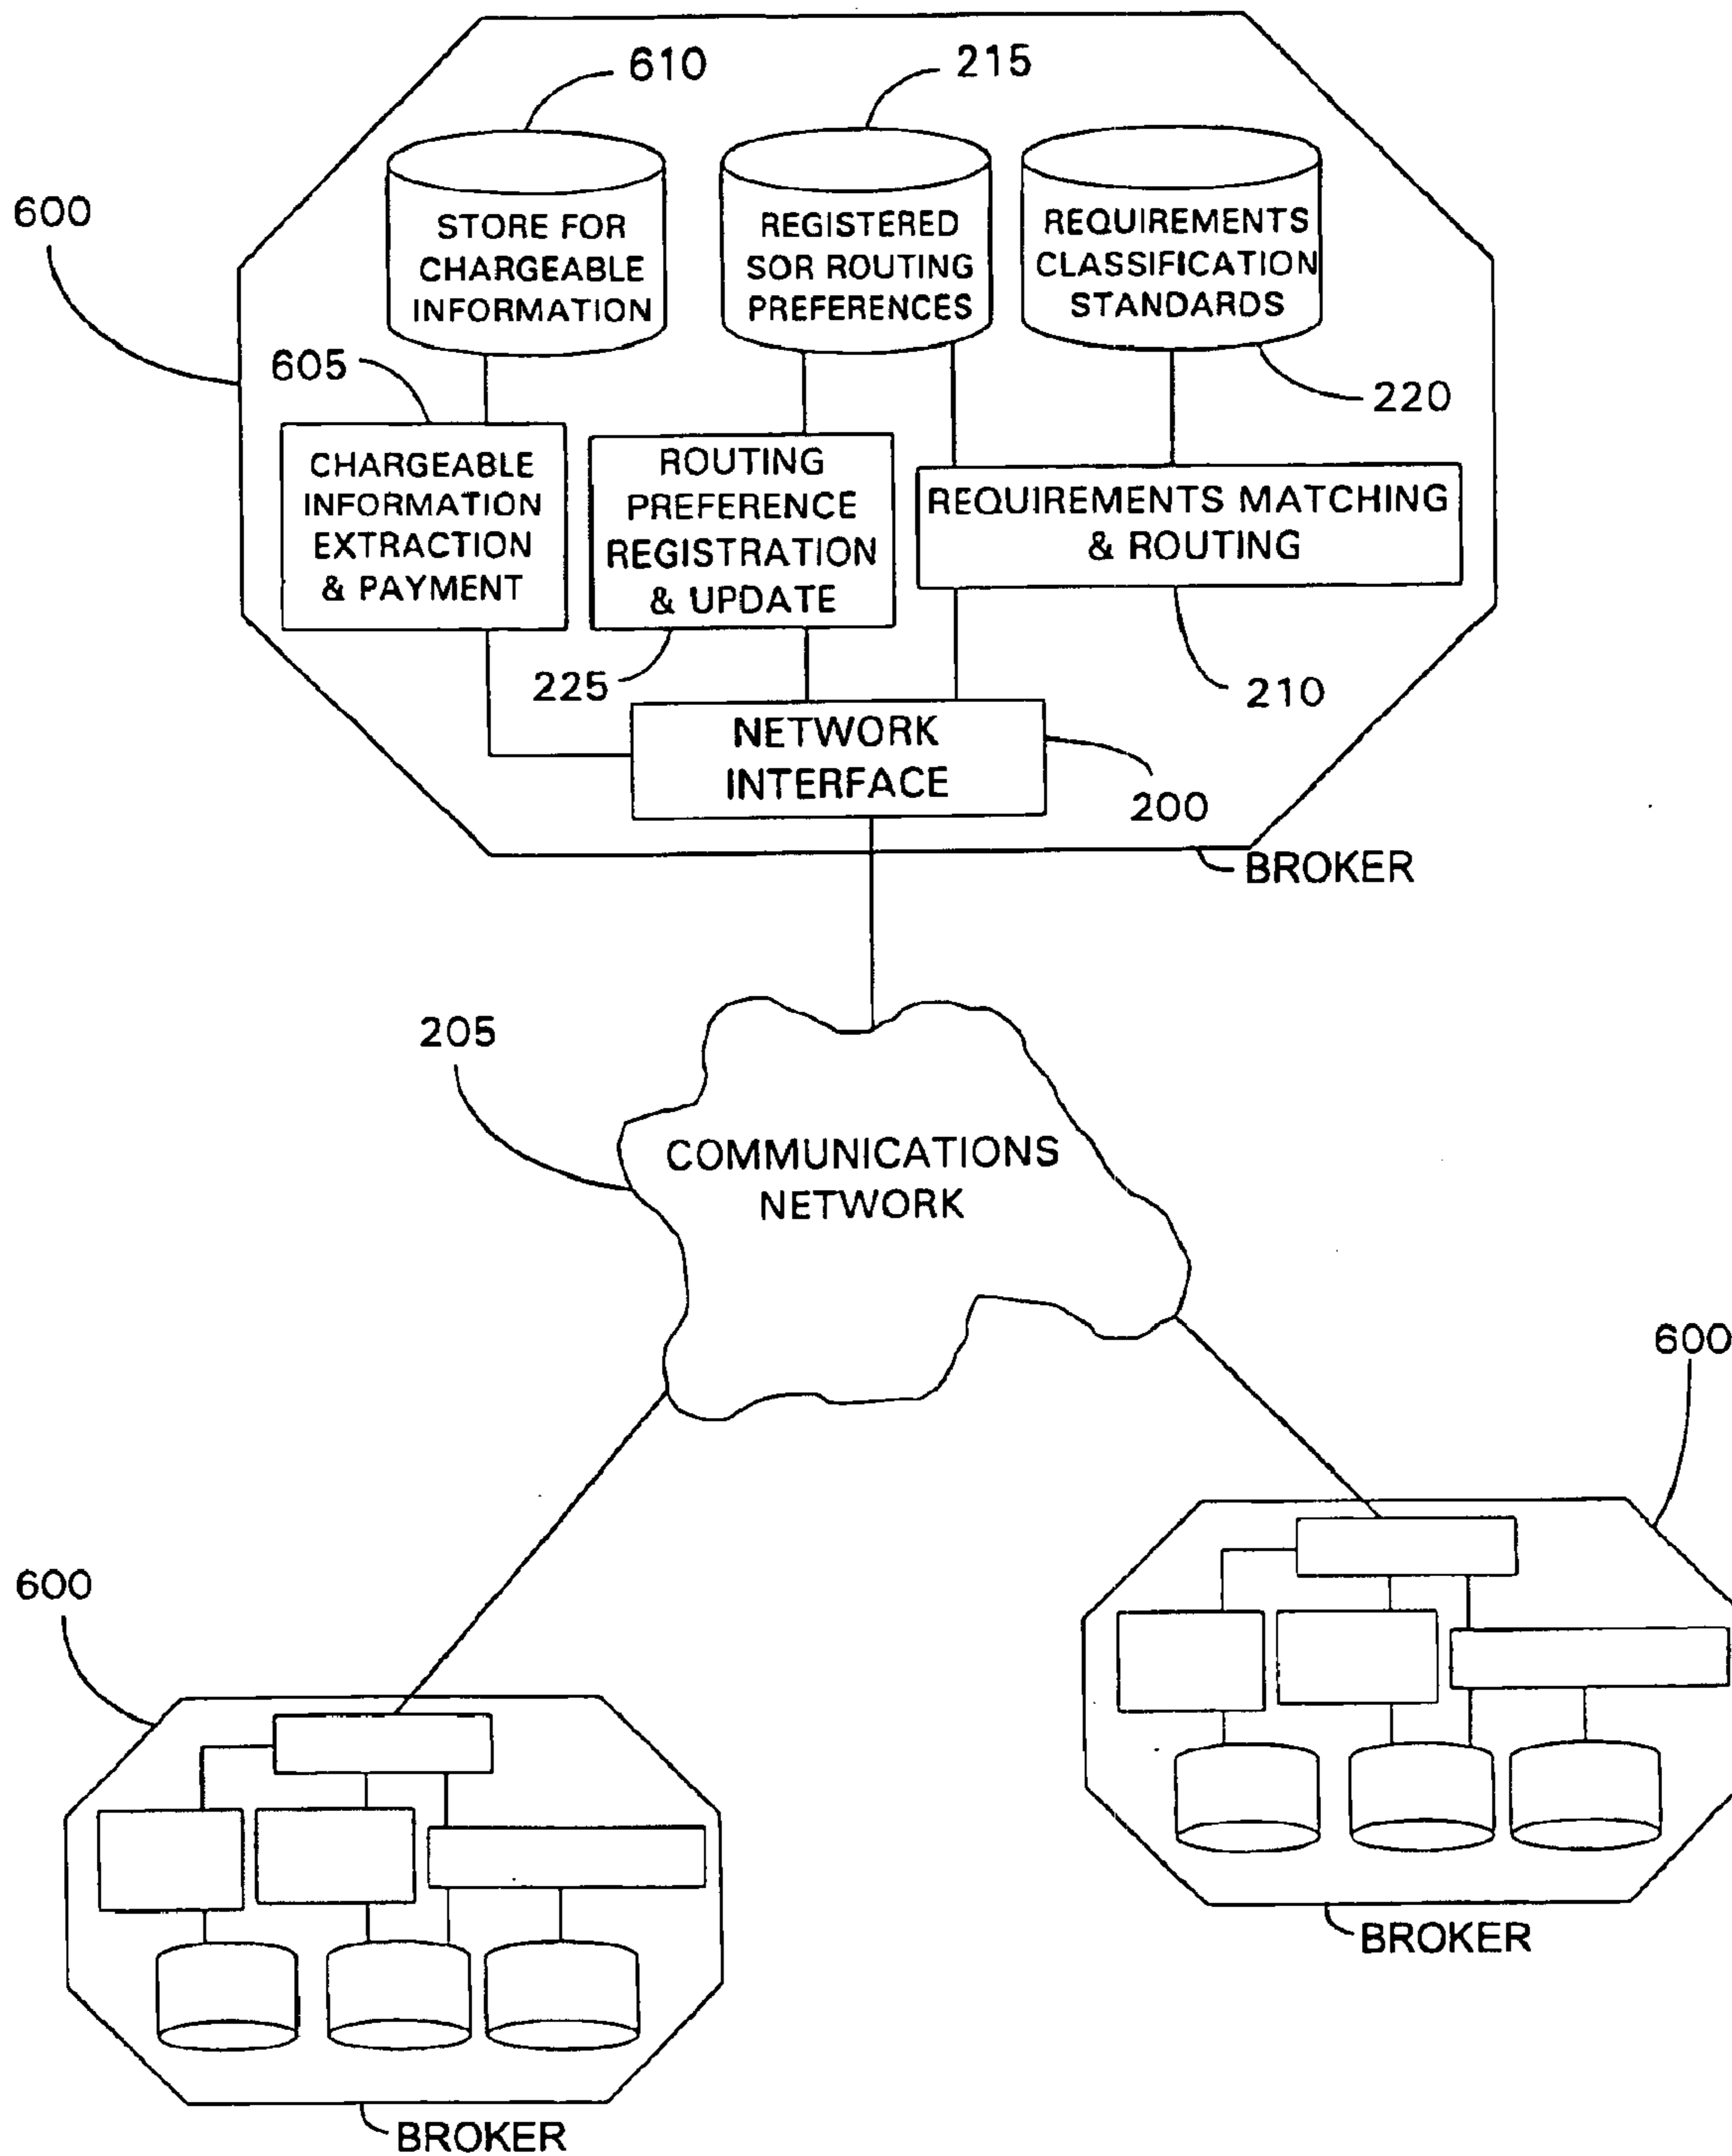 610
215
600
STORE FOR
CHARGEABLE
INFORMATION
REGISTERED
SOR ROUTING
PREFERENCES
REQUIREMENTS
CLASSIFICATION
STANDARDS
605
220
CHARGEABLE
INFORMATION
EXTRACTION
& PAYMENT
ROUTING
PREFERENCE
REGISTRATION
& UPDATE
REQUIREMENTS MATCHING
& ROUTING
225
210
NETWORK
INTERFACE
200
BROKER
205
COMMUNICATIONS
NETWORK
600
600
BROKER
BROKER